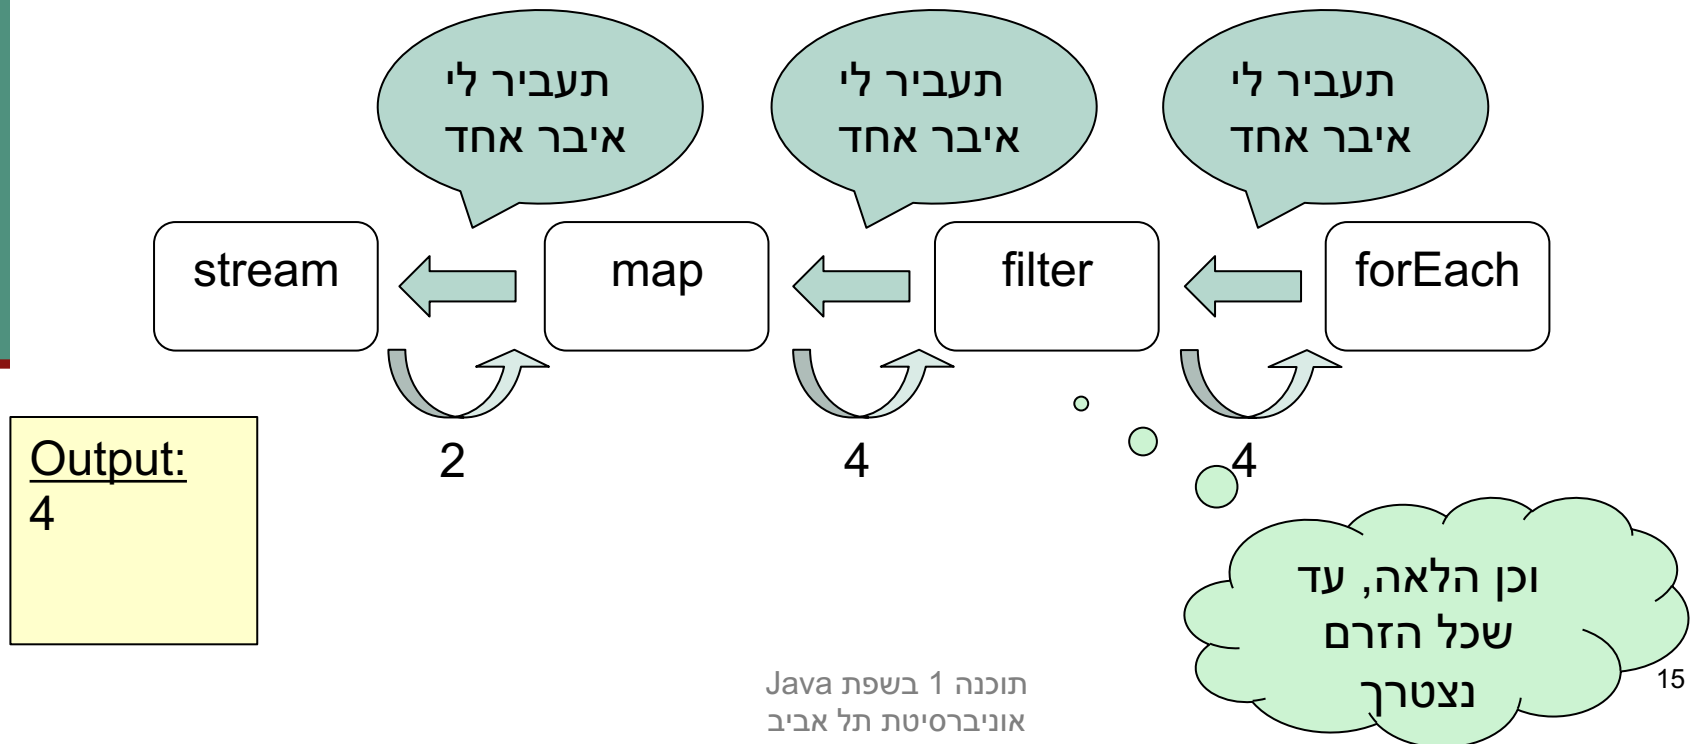 תעביר לי
איבר אחד
תעביר לי
איבר אחד
תעביר לי
איבר אחד
stream
map
filter
forEach
2
4
4
Output:
4
וכן הלאה, עד
שכל הזרם
נצטרך
תוכנה 1 בשפת Java
אוניברסיטת תל אביב
15